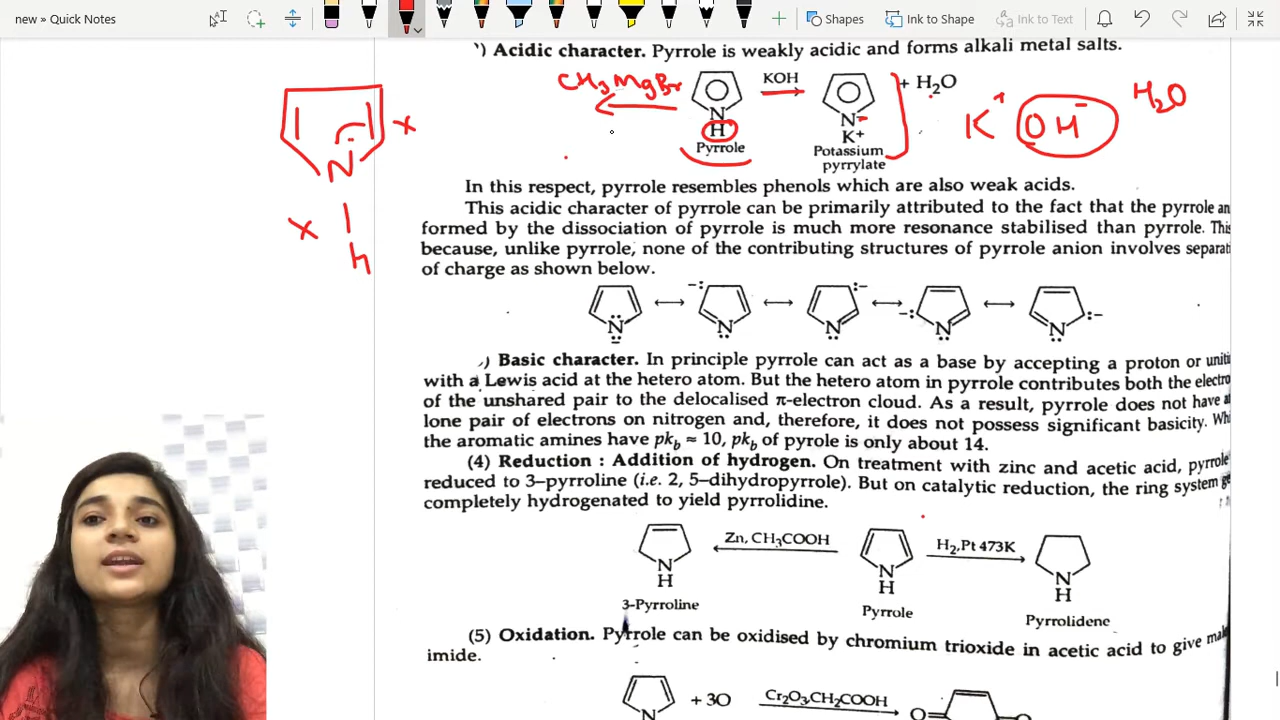 new » Quick Notes
Shapes
Ink to Shape
Ink to Text
') Acidic character. Pyrrole is weakly acidic and forms alkali metal salts.
CH3MgBr
KOH
+ H2O
N
H
Pyrrole
N-
K+
Potassium
pyrrylate
K+ OH- H2O
x
N
x
H
In this respect, pyrrole resembles phenols which are also weak acids.
This acidic character of pyrrole can be primarily attributed to the fact that the pyrrole an
formed by the dissociation of pyrrole is much more resonance stabilised than pyrrole. This
because, unlike pyrrole, none of the contributing structures of pyrrole anion involves separati
of charge as shown below.
N N N N N
) Basic character. In principle pyrrole can act as a base by accepting a proton or uniti
with a Lewis acid at the hetero atom. But the hetero atom in pyrrole contributes both the electro
of the unshared pair to the delocalised π-electron cloud. As a result, pyrrole does not have a
lone pair of electrons on nitrogen and, therefore, it does not possess significant basicity. Whi
the aromatic amines have pkb ≈ 10, pkb of pyrole is only about 14.
(4) Reduction : Addition of hydrogen. On treatment with zinc and acetic acid, pyrrole
reduced to 3–pyrroline (i.e. 2, 5–dihydropyrrole). But on catalytic reduction, the ring system ge
completely hydrogenated to yield pyrrolidine.
Zn, CH3COOH
H2,Pt 473K
N
H
3-Pyrroline
N
H
Pyrrole
N
H
Pyrrolidene
(5) Oxidation. Pyrrole can be oxidised by chromium trioxide in acetic acid to give male
imide.
N
+ 3O
Cr2O3,CH2COOH
O